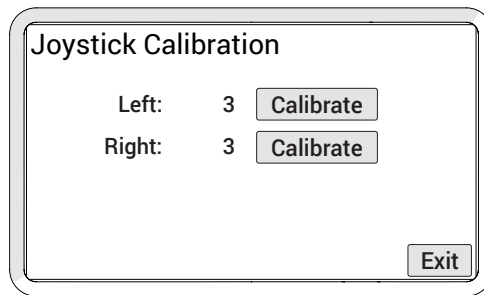 Joystick Calibration
Left: 3 Calibrate
Right: 3 Calibrate
Exit